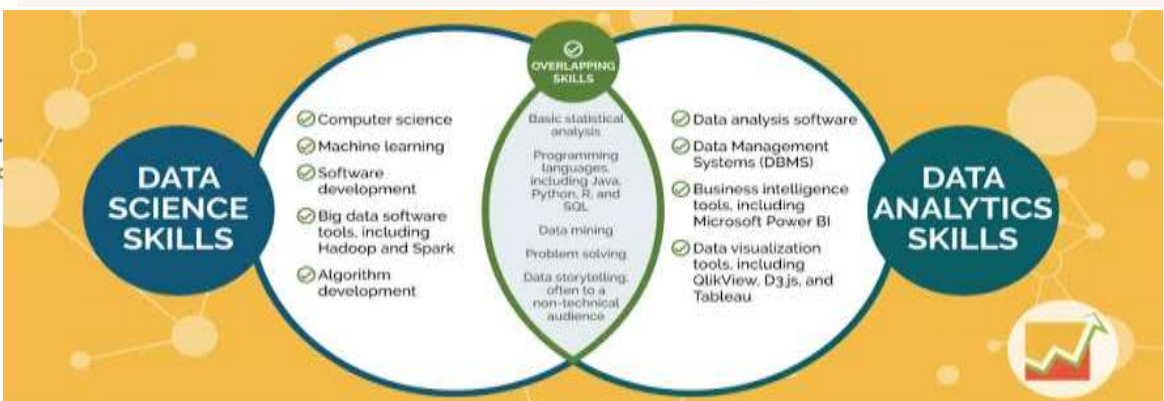 DATA
SCIENCE
SKILLS
Computer science
Machine learning
Software
development
Big data software
tools, including
Hadoop and Spark
Algorithm
development
OVERLAPPING
SKILLS
Basic statistical
analysis
Programming
languages,
including Java,
Python, R, and
SQL
Data mining
Problem solving
Data storytelling,
often to a
non-technical
audience
Data analysis software
Data Management
Systems (DBMS)
Business intelligence
tools, including
Microsoft Power BI
Data visualization
tools, including
QlikView, D3.js, and
Tableau
DATA
ANALYTICS
SKILLS